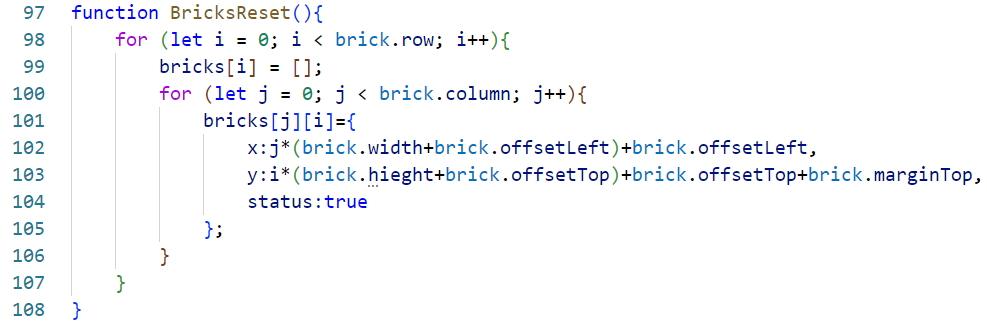 97 function BricksReset(){
98 for (let i = 0; i < brick.row; i++){
99 bricks[i] = [];
100 for (let j = 0; j < brick.column; j++){
101 bricks[j][i]={
102 x:j*(brick.width+brick.offsetLeft)+brick.offsetLeft,
103 y:i*(brick.hieght+brick.offsetTop)+brick.offsetTop+brick.marginTop,
104 status:true
105 };
106 }
107 }
108 }